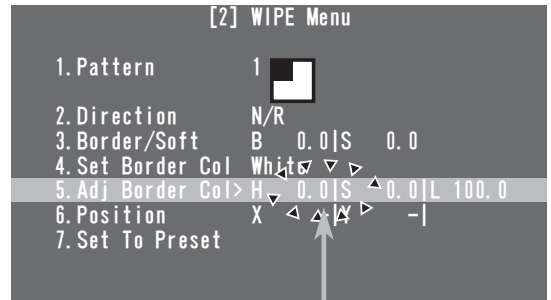 [2] WIPE Menu
1.Pattern 1
2.Direction N/R
3.Border/Soft B 0.0|S 0.0
4.Set Border Col White
5.Adj Border Col> H 0.0|S 0.0|L 100.0
6.Position X -|Y -|
7.Set To Preset